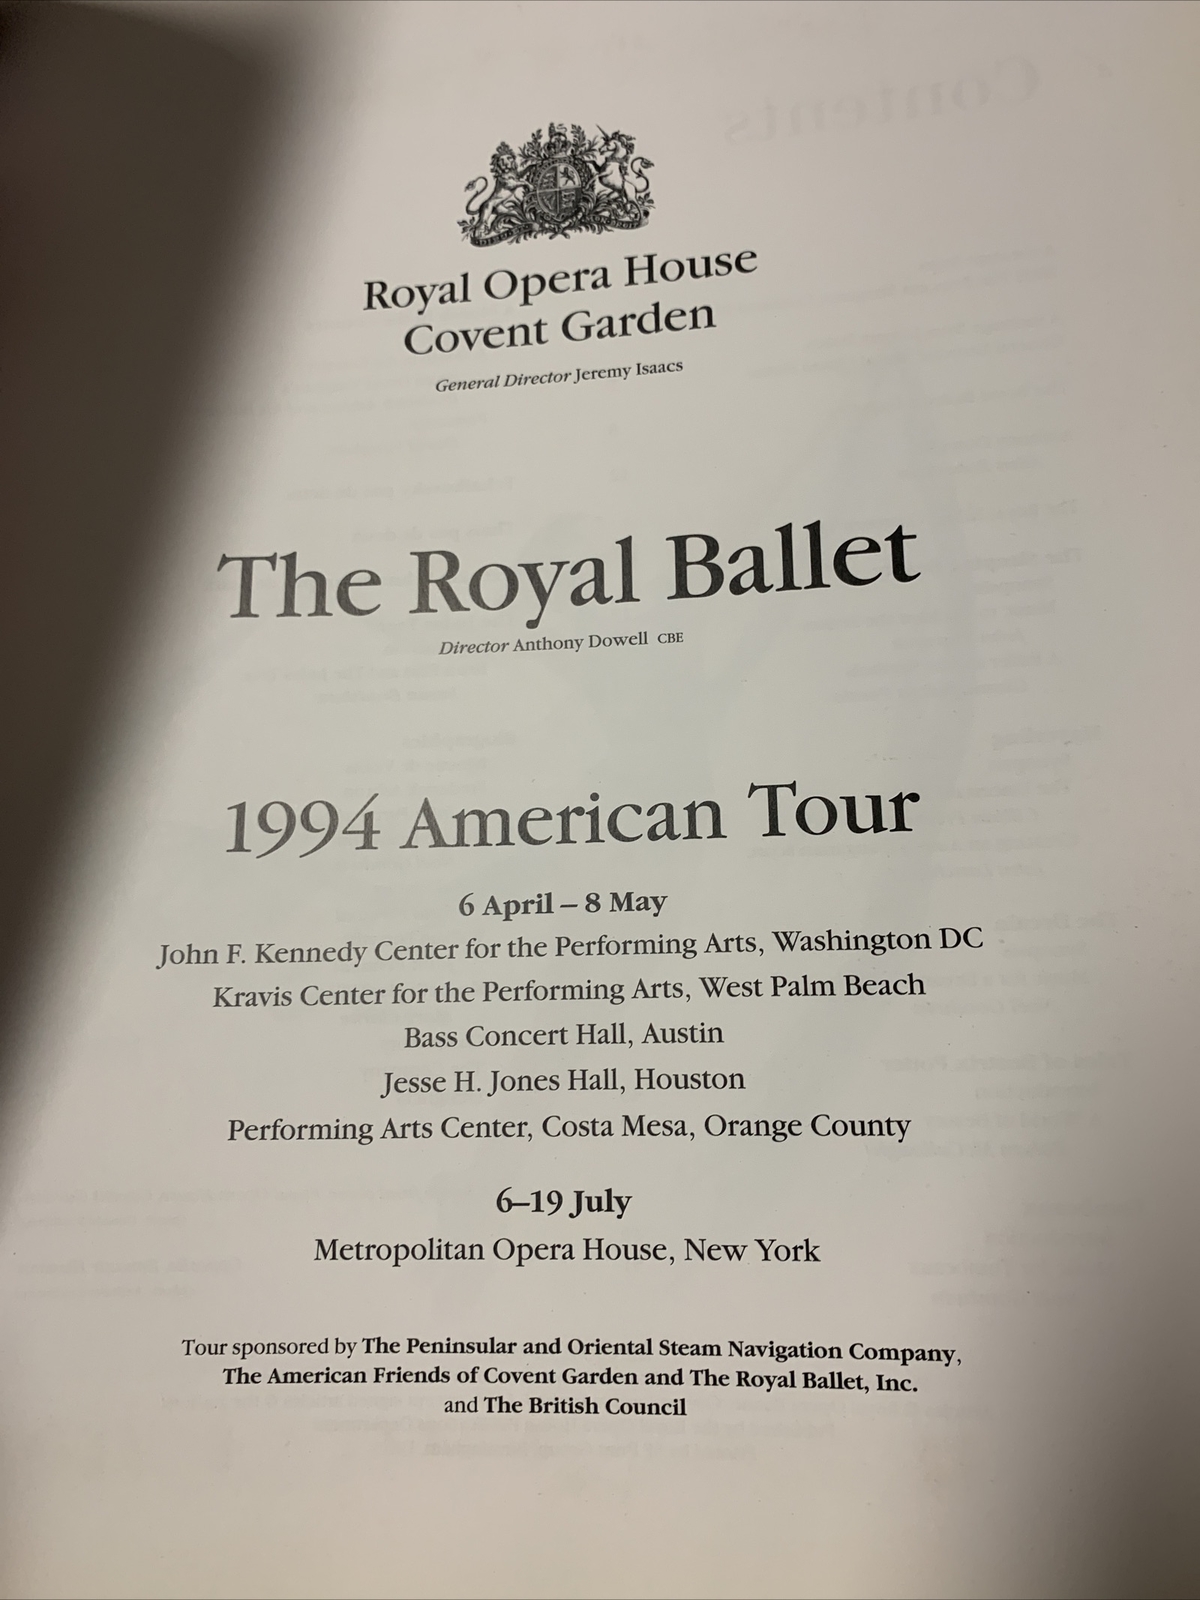 Royal Opera House
Covent Garden
General Director Jeremy Isaacs
The Royal Ballet
Director Anthony Dowell CBE
1994 American Tour
6 April – 8 May
John F. Kennedy Center for the Performing Arts, Washington DC
Kravis Center for the Performing Arts, West Palm Beach
Bass Concert Hall, Austin
Jesse H. Jones Hall, Houston
Performing Arts Center, Costa Mesa, Orange County
6–19 July
Metropolitan Opera House, New York
Tour sponsored by The Peninsular and Oriental Steam Navigation Company,
The American Friends of Covent Garden and The Royal Ballet, Inc.
and The British Council